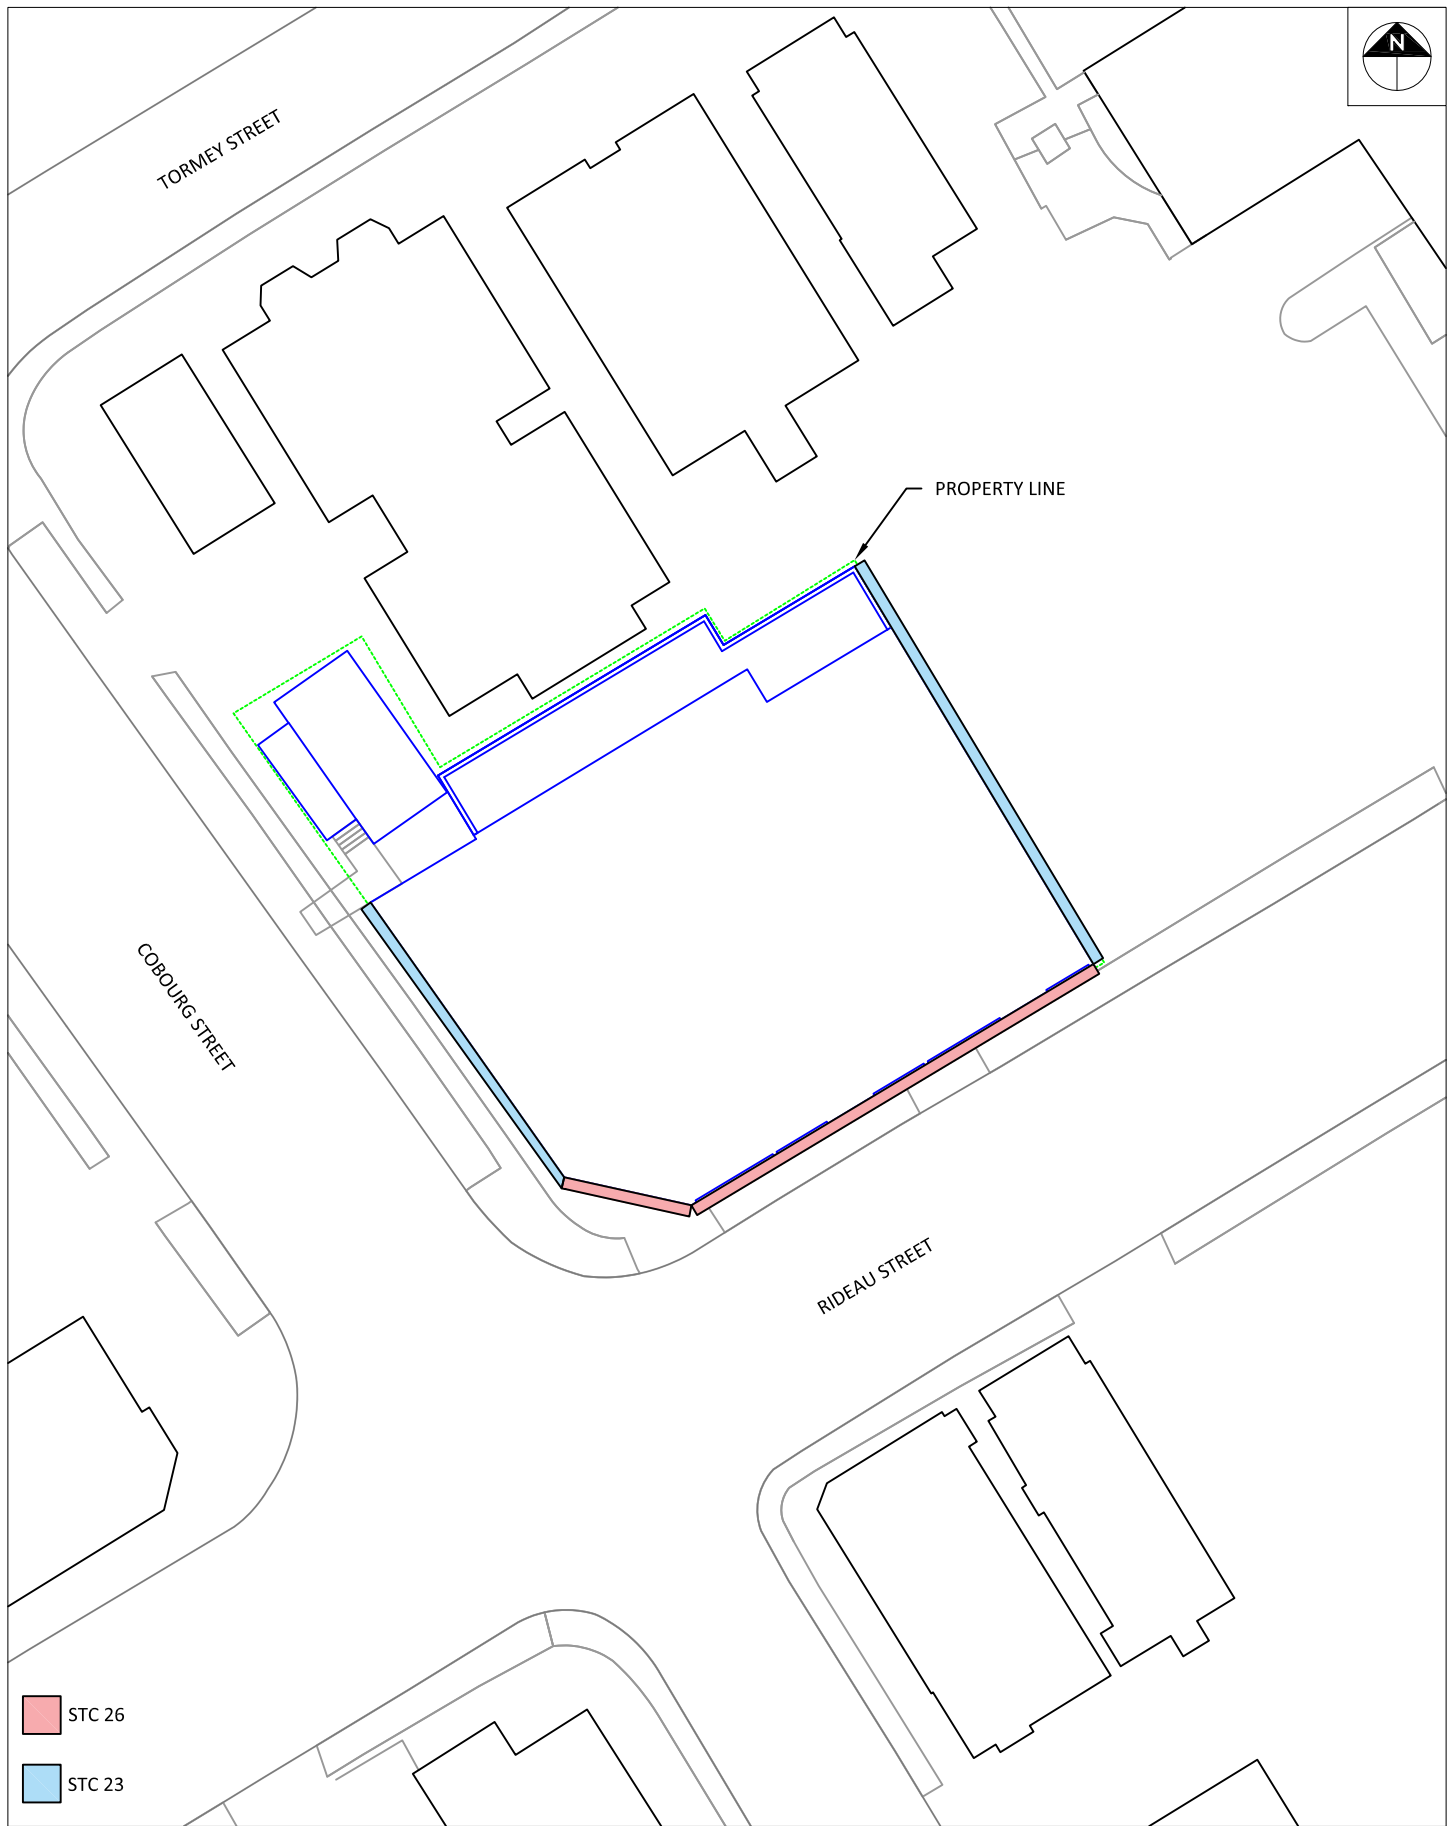 N
TORMEY STREET
PROPERTY LINE
COBOURG STREET
RIDEAU STREET
STC 26
STC 23